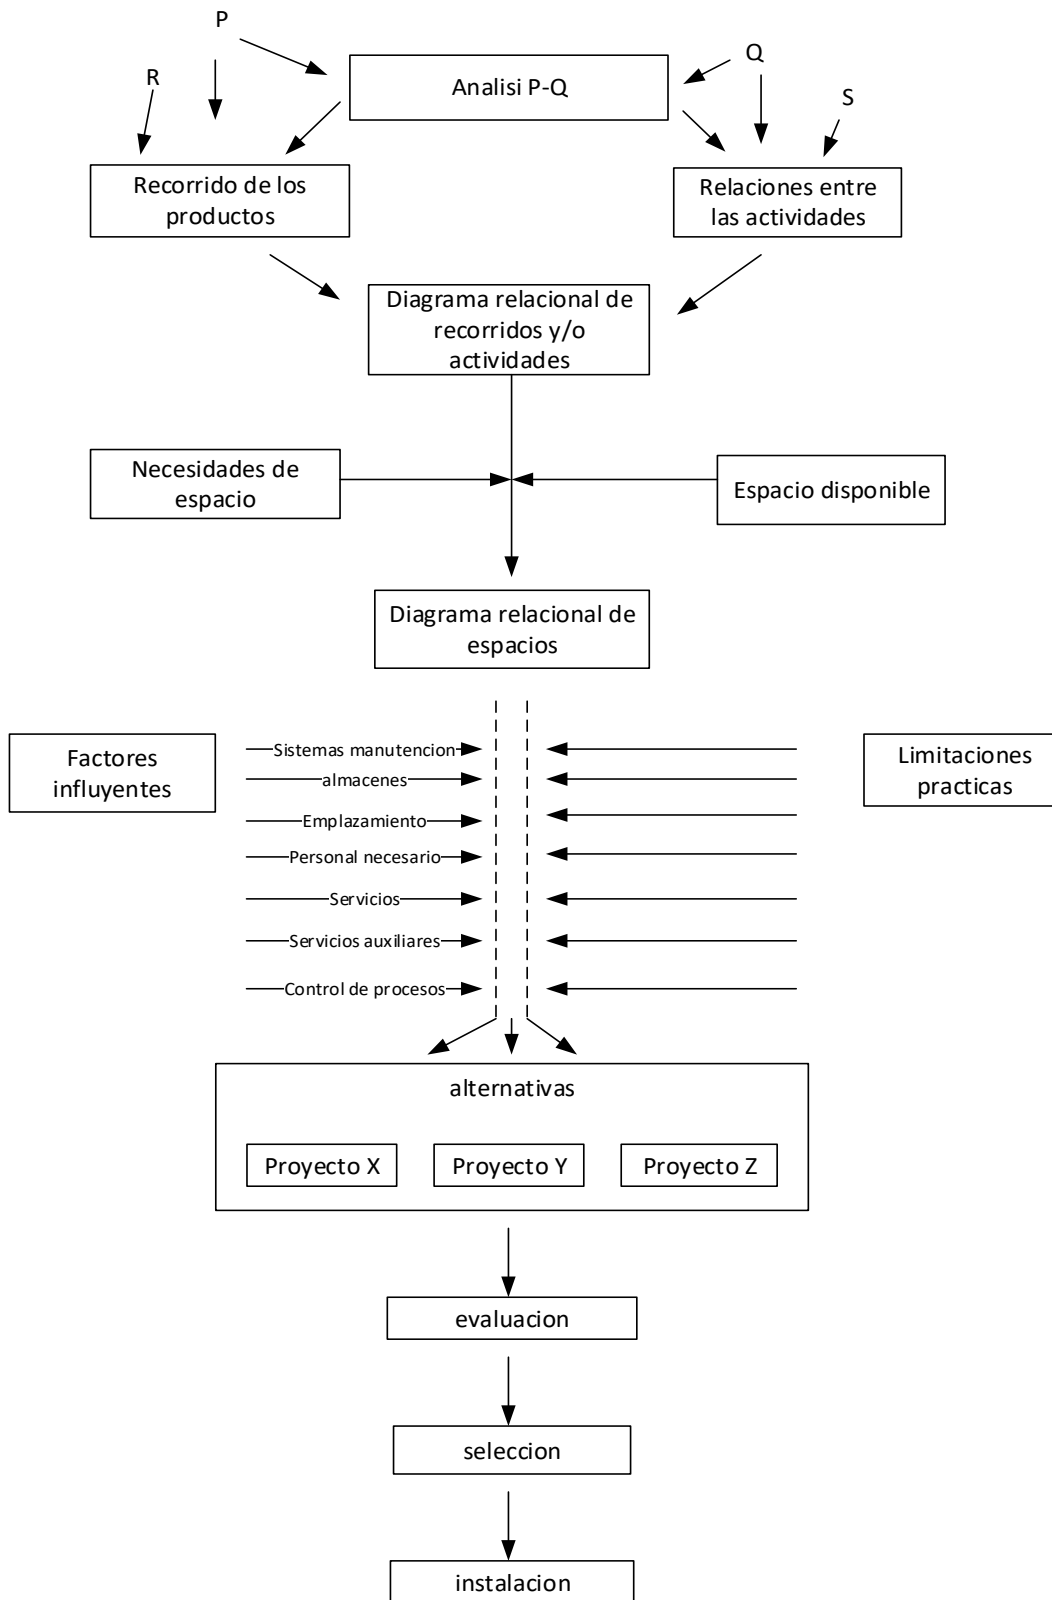 P
Q
R
Analisi P-Q
S
Recorrido de los
productos
Relaciones entre
las actividades
Diagrama relacional de
recorridos y/o
actividades
Necesidades de
espacio
Espacio disponible
Diagrama relacional de
espacios
Factores
influyentes
Sistemas manutencion
almacenes
Emplazamiento
Personal necesario
Servicios
Servicios auxiliares
Control de procesos
Limitaciones
practicas
alternativas
Proyecto X
Proyecto Y
Proyecto Z
evaluacion
seleccion
instalacion